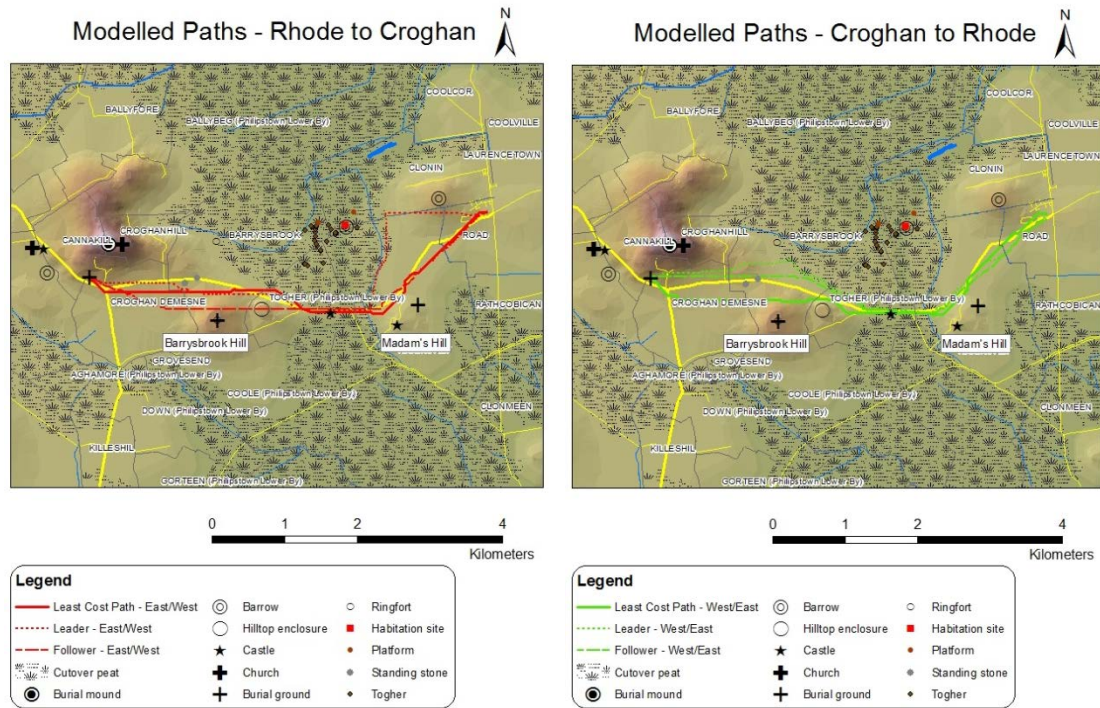 Modelled Paths - Rhode to Croghan
N
COOLCOR
BALLYFORE
BALLYBEG (Philipstown Lower By)
COOLVILLE
LAURENCETOWN
CLONIN
CROGHANHILL
CANNAKILL
BARRYSBROOK
ROAD
CROGHAN DEMESNE
TOGHER (Philipstown Lower By)
RATHCOBICAN
Barrysbrook Hill
Madam's Hill
GROVESEND
AGHAMORE (Philipstown Lower By)
COOLE (Philipstown Lower By)
DOWN (Philipstown Lower By)
CLONMEEN
KILLESHIL
GORTEEN (Philipstown Lower By)
0 1 2 4
Kilometers
Legend
Least Cost Path - East/West
Leader - East/West
Follower - East/West
Cutover peat
Burial mound
Barrow
Hilltop enclosure
Castle
Church
Burial ground
Ringfort
Habitation site
Platform
Standing stone
Togher
Modelled Paths - Croghan to Rhode
N
COOLCOR
BALLYFORE
BALLYBEG (Philipstown Lower By)
COOLVILLE
LAURENCETOWN
CLONIN
CROGHANHILL
CANNAKILL
BARRYSBROOK
ROAD
CROGHAN DEMESNE
TOGHER (Philipstown Lower By)
RATHCOBICAN
Barrysbrook Hill
Madam's Hill
GROVESEND
AGHAMORE (Philipstown Lower By)
COOLE (Philipstown Lower By)
DOWN (Philipstown Lower By)
CLONMEEN
KILLESHIL
GORTEEN (Philipstown Lower By)
0 1 2 4
Kilometers
Legend
Least Cost Path - West/East
Leader - West/East
Follower - West/East
Cutover peat
Burial mound
Barrow
Hilltop enclosure
Castle
Church
Burial ground
Ringfort
Habitation site
Platform
Standing stone
Togher